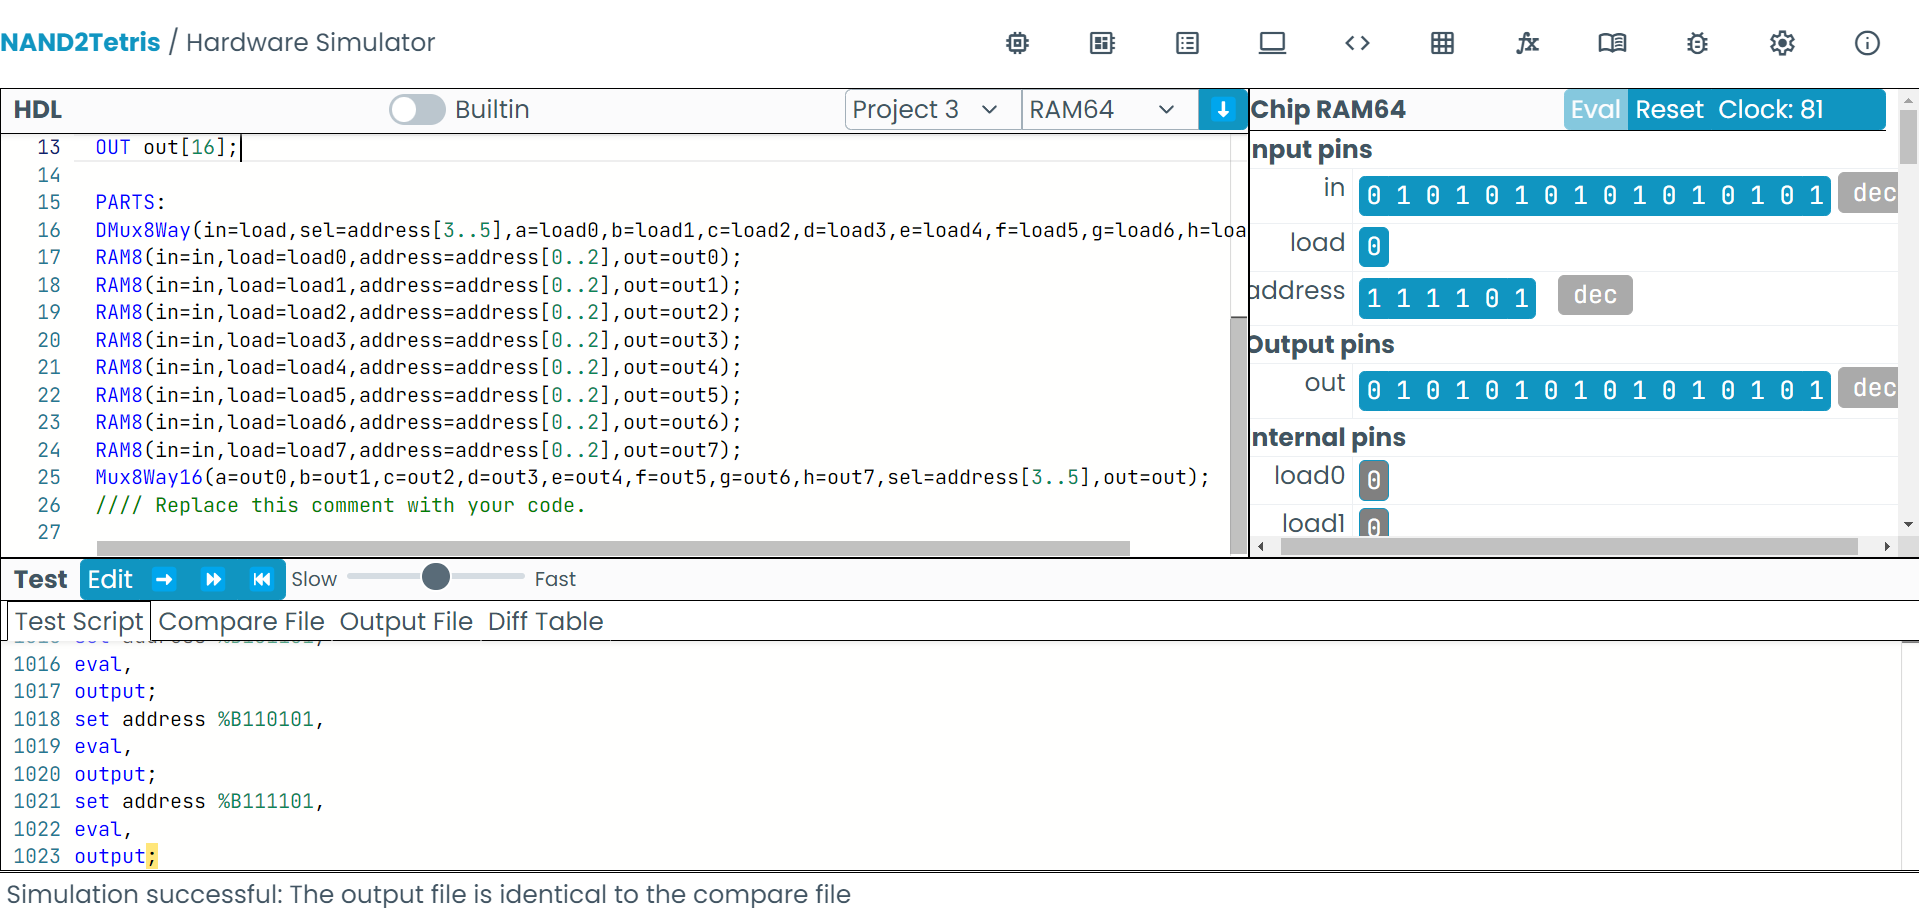 NAND2Tetris / Hardware Simulator
HDL Builtin Project 3 RAM64
13 OUT out[16];
14
15 PARTS:
16 DMux8Way(in=load,sel=address[3..5],a=load0,b=load1,c=load2,d=load3,e=load4,f=load5,g=load6,h=loa
17 RAM8(in=in,load=load0,address=address[0..2],out=out0);
18 RAM8(in=in,load=load1,address=address[0..2],out=out1);
19 RAM8(in=in,load=load2,address=address[0..2],out=out2);
20 RAM8(in=in,load=load3,address=address[0..2],out=out3);
21 RAM8(in=in,load=load4,address=address[0..2],out=out4);
22 RAM8(in=in,load=load5,address=address[0..2],out=out5);
23 RAM8(in=in,load=load6,address=address[0..2],out=out6);
24 RAM8(in=in,load=load7,address=address[0..2],out=out7);
25 Mux8Way16(a=out0,b=out1,c=out2,d=out3,e=out4,f=out5,g=out6,h=out7,sel=address[3..5],out=out);
26 //// Replace this comment with your code.
27
Chip RAM64 Eval Reset Clock: 81
nput pins
in 0 1 0 1 0 1 0 1 0 1 0 1 0 1 0 1 dec
load 0
address 1 1 1 1 0 1 dec
Output pins
out 0 1 0 1 0 1 0 1 0 1 0 1 0 1 0 1 dec
nternal pins
load0 0
load1 0
Test Edit Slow Fast
Test Script Compare File Output File Diff Table
1016 eval,
1017 output;
1018 set address %B110101,
1019 eval,
1020 output;
1021 set address %B111101,
1022 eval,
1023 output;
Simulation successful: The output file is identical to the compare file